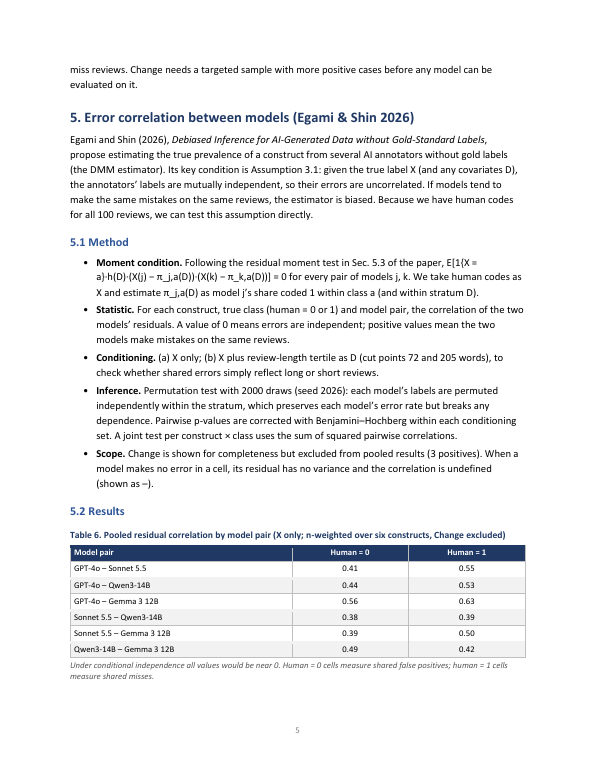 miss reviews. Change needs a targeted sample with more positive cases before any model can be
evaluated on it.
5. Error correlation between models (Egami & Shin 2026)
Egami and Shin (2026), Debiased Inference for AI-Generated Data without Gold-Standard Labels,
propose estimating the true prevalence of a construct from several AI annotators without gold labels
(the DMM estimator). Its key condition is Assumption 3.1: given the true label X (and any covariates D),
the annotators’ labels are mutually independent, so their errors are uncorrelated. If models tend to
make the same mistakes on the same reviews, the estimator is biased. Because we have human codes
for all 100 reviews, we can test this assumption directly.
5.1 Method
• Moment condition. Following the residual moment test in Sec. 5.3 of the paper, E[1{X =
a}·h(D)·(X(j) − π_j,a(D))·(X(k) − π_k,a(D))] = 0 for every pair of models j, k. We take human codes as
X and estimate π_j,a(D) as model j’s share coded 1 within class a (and within stratum D).
• Statistic. For each construct, true class (human = 0 or 1) and model pair, the correlation of the two
models’ residuals. A value of 0 means errors are independent; positive values mean the two
models make mistakes on the same reviews.
• Conditioning. (a) X only; (b) X plus review-length tertile as D (cut points 72 and 205 words), to
check whether shared errors simply reflect long or short reviews.
• Inference. Permutation test with 2000 draws (seed 2026): each model’s labels are permuted
independently within the stratum, which preserves each model’s error rate but breaks any
dependence. Pairwise p-values are corrected with Benjamini–Hochberg within each conditioning
set. A joint test per construct × class uses the sum of squared pairwise correlations.
• Scope. Change is shown for completeness but excluded from pooled results (3 positives). When a
model makes no error in a cell, its residual has no variance and the correlation is undefined
(shown as –).
5.2 Results
Table 6. Pooled residual correlation by model pair (X only; n-weighted over six constructs, Change excluded)
Model pair Human = 0 Human = 1
GPT-4o – Sonnet 5.5 0.41 0.55
GPT-4o – Qwen3-14B 0.44 0.53
GPT-4o – Gemma 3 12B 0.56 0.63
Sonnet 5.5 – Qwen3-14B 0.38 0.39
Sonnet 5.5 – Gemma 3 12B 0.39 0.50
Qwen3-14B – Gemma 3 12B 0.49 0.42
Under conditional independence all values would be near 0. Human = 0 cells measure shared false positives; human = 1 cells
measure shared misses.
5